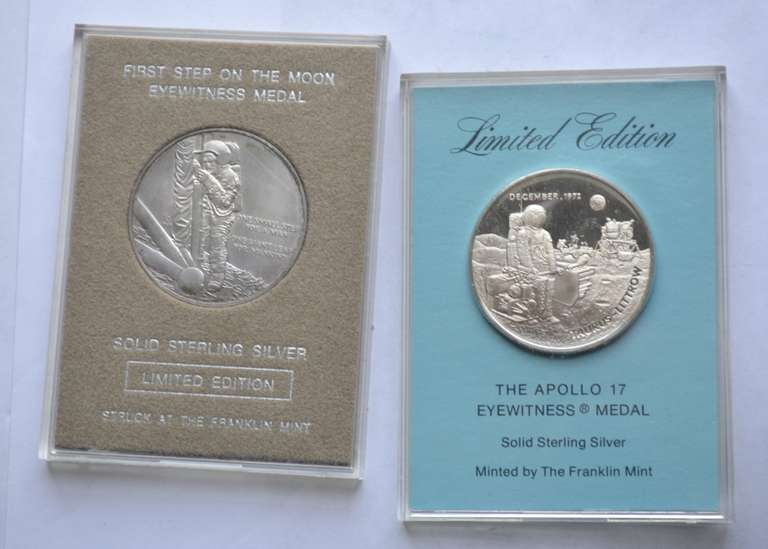 FIRST STEP ON THE MOON
EYEWITNESS MEDAL
SOLID STERLING SILVER
LIMITED EDITION
STRUCK AT THE FRANKLIN MINT
Limited Edition
DECEMBER, 1972
TAURUS-LITTROW
THE APOLLO 17
EYEWITNESS® MEDAL
Solid Sterling Silver
Minted by The Franklin Mint